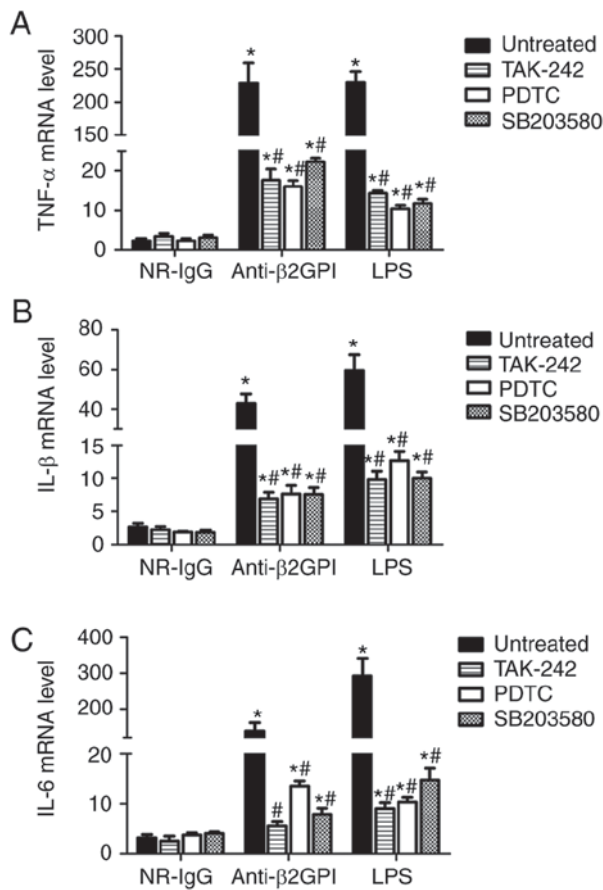 A
TNF-α mRNA level
300
250
200
150
20
10
0
*
*
*#
*#
*#
*#
*#
*#
NR-IgG
Anti-β2GPI
LPS
Untreated
TAK-242
PDTC
SB203580
B
IL-β mRNA level
80
60
40
15
10
5
0
*
*
*#
*#
*#
*#
*#
*#
NR-IgG
Anti-β2GPI
LPS
Untreated
TAK-242
PDTC
SB203580
C
IL-6 mRNA level
400
300
200
20
10
0
*
*
#
*#
*#
*#
*#
*#
NR-IgG
Anti-β2GPI
LPS
Untreated
TAK-242
PDTC
SB203580